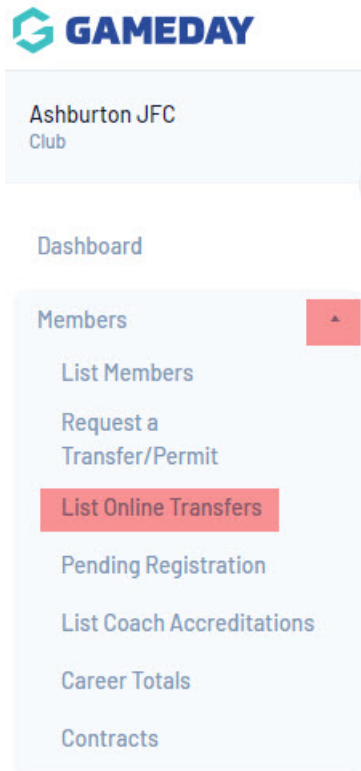 GAMEDAY
Ashburton JFC
Club
Dashboard
Members
List Members
Request a
Transfer/Permit
List Online Transfers
Pending Registration
List Coach Accreditations
Career Totals
Contracts